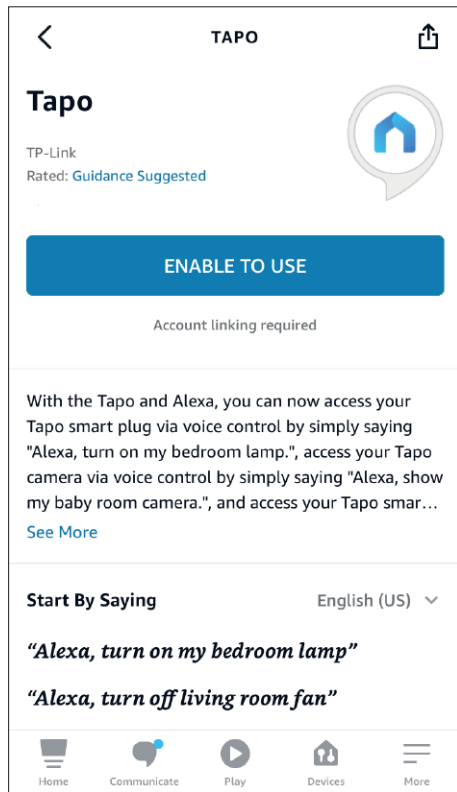 TAPO
Tapo
TP-Link
Rated: Guidance Suggested
ENABLE TO USE
Account linking required
With the Tapo and Alexa, you can now access your
Tapo smart plug via voice control by simply saying
"Alexa, turn on my bedroom lamp.", access your Tapo
camera via voice control by simply saying "Alexa, show
my baby room camera.", and access your Tapo smar…
See More
Start By Saying English (US)
“Alexa, turn on my bedroom lamp”
“Alexa, turn off living room fan”
Home Communicate Play Devices More